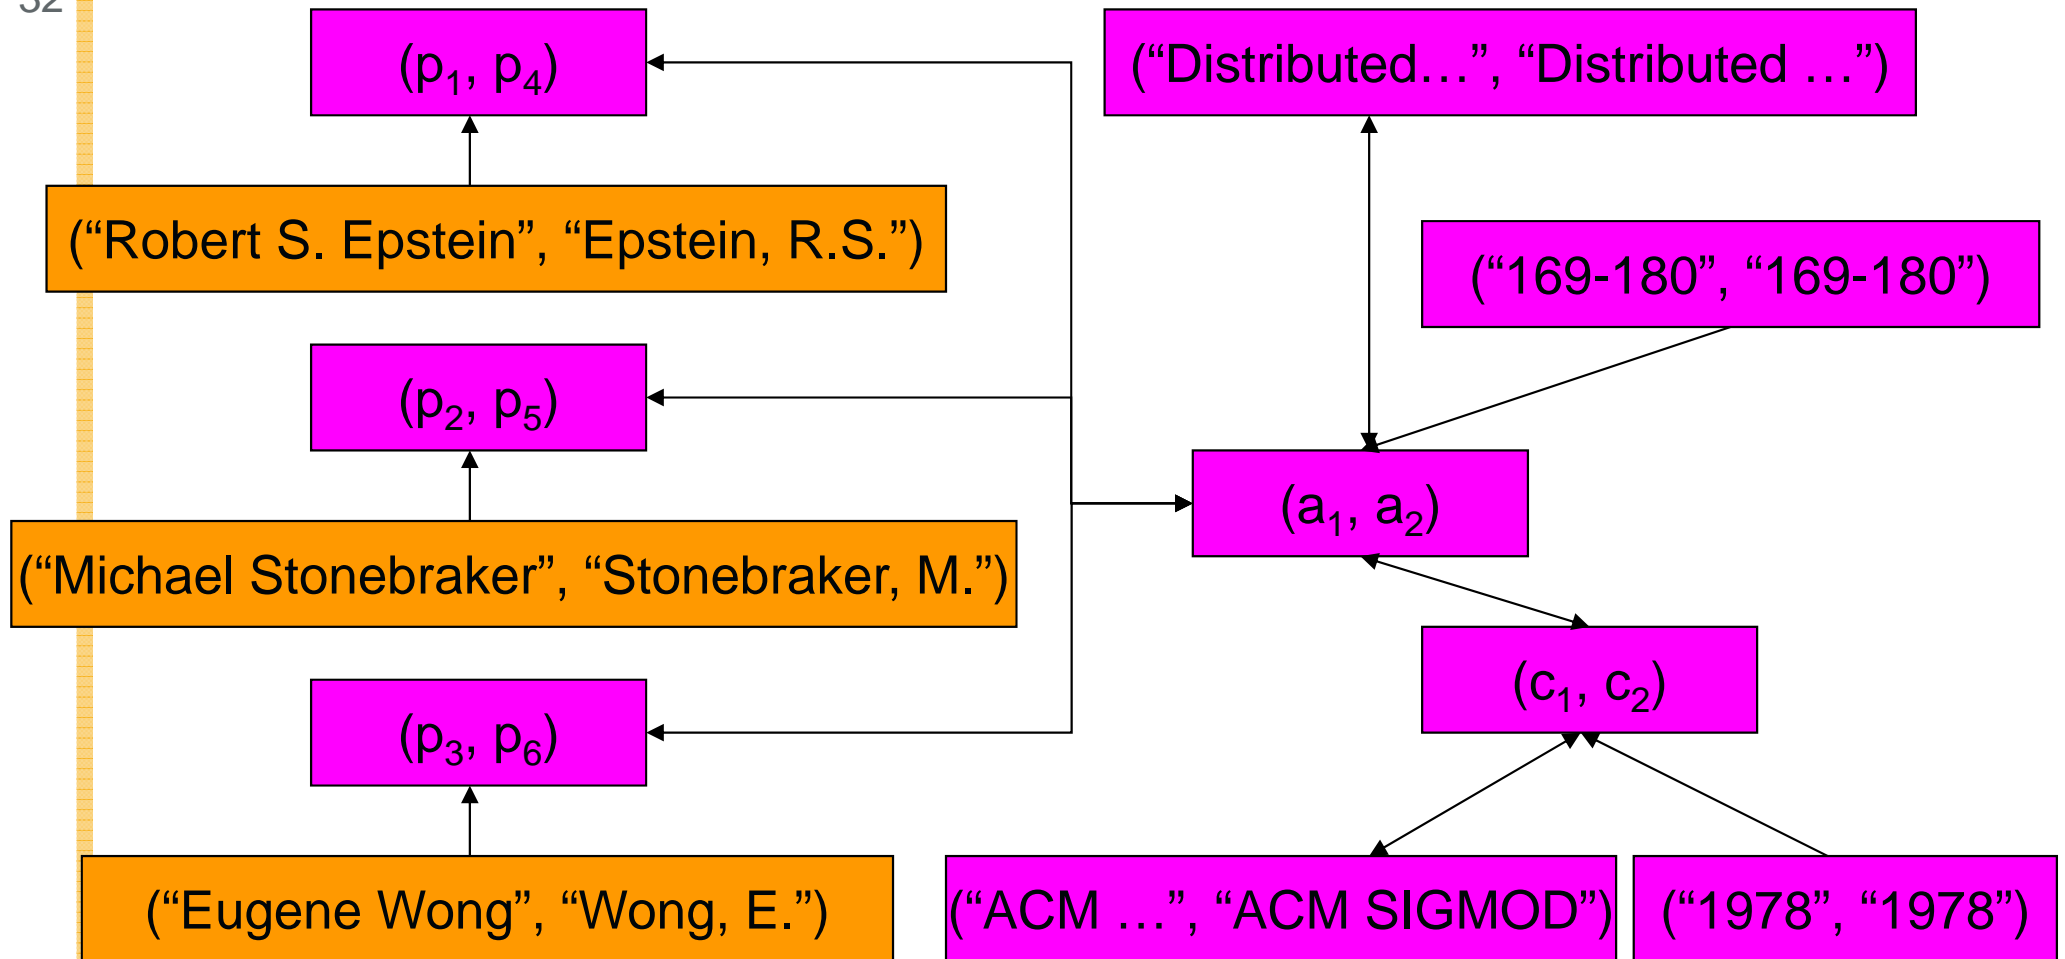 32
(p1, p4)
(“Distributed…”, “Distributed …”)
(“Robert S. Epstein”, “Epstein, R.S.”)
(“169-180”, “169-180”)
(p2, p5)
(a1, a2)
(“Michael Stonebraker”, “Stonebraker, M.”)
(c1, c2)
(p3, p6)
(“Eugene Wong”, “Wong, E.”)
(“ACM …”, “ACM SIGMOD”)
(“1978”, “1978”)